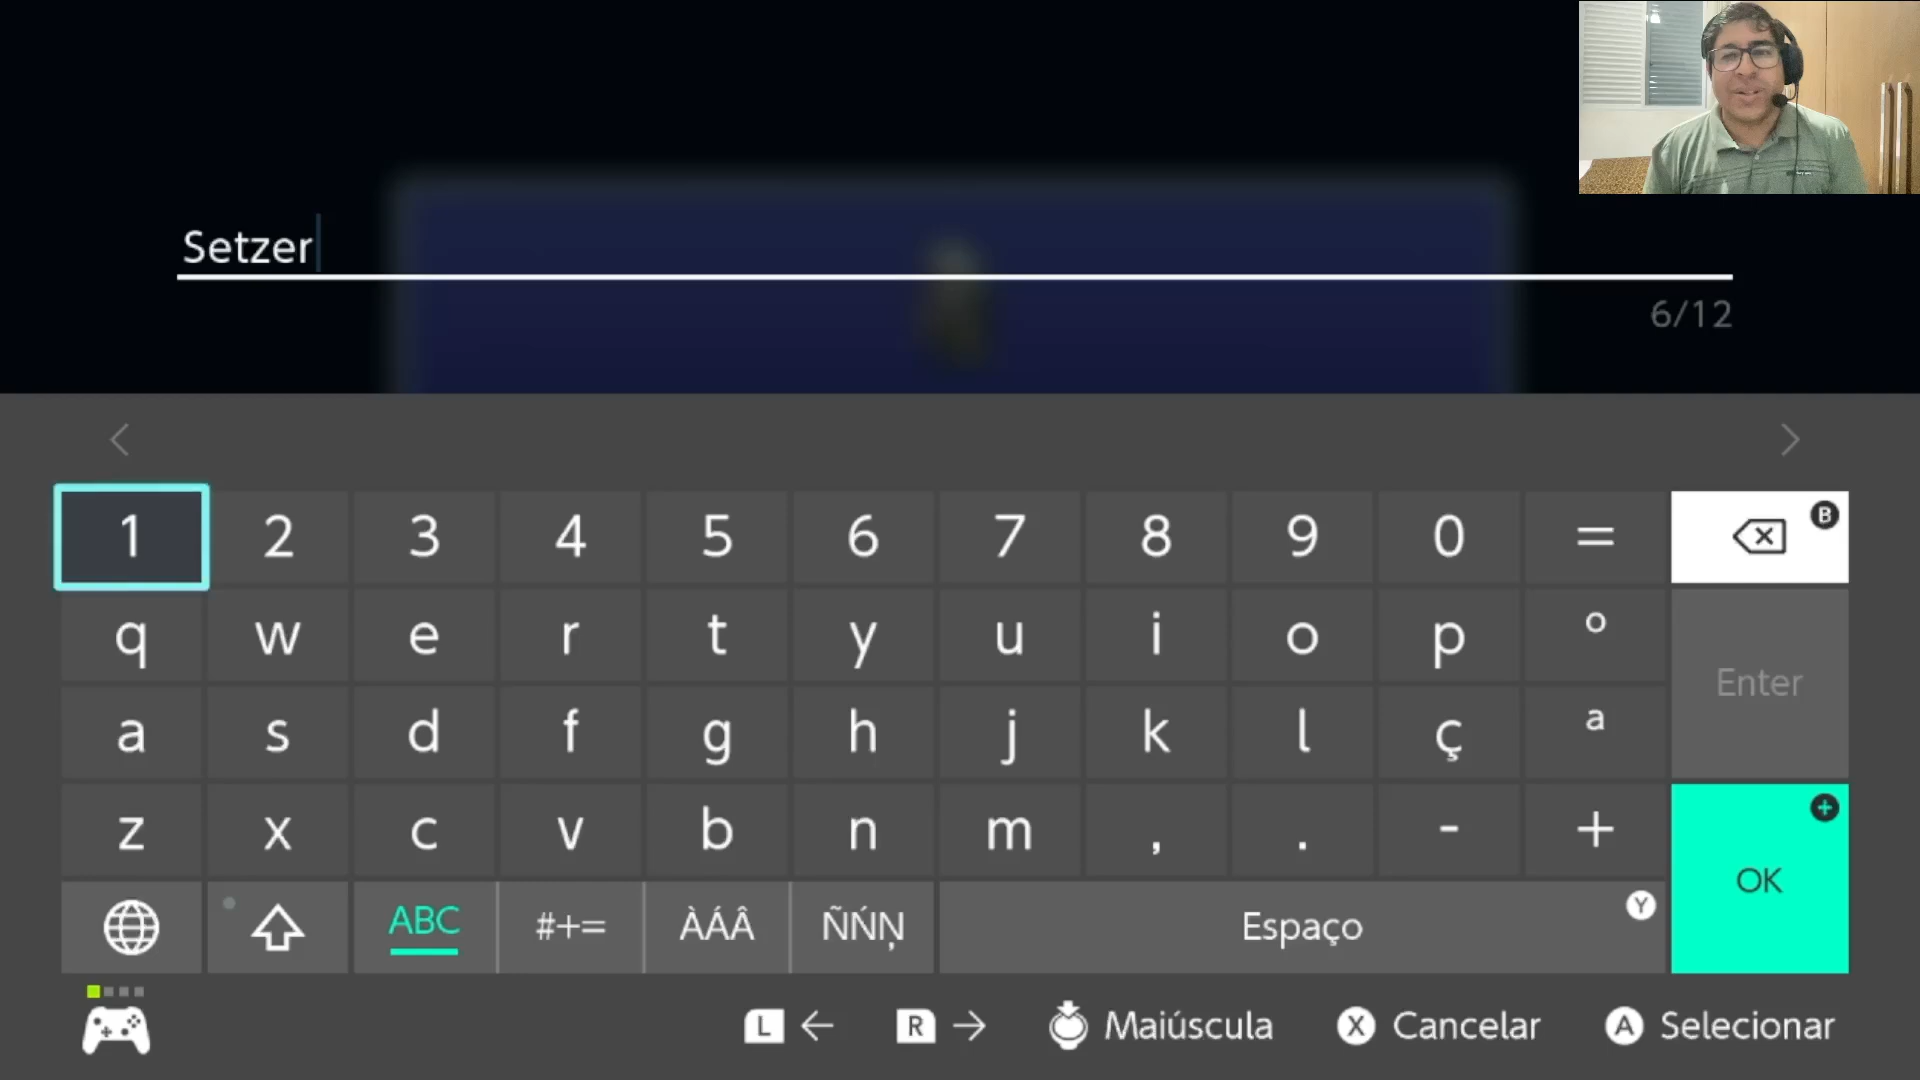 Setzer
6/12
1 2 3 4 5 6 7 8 9 0 = B
q w e r t y u i o p º
Enter
a s d f g h j k l ç ª
z x c v b n m , . - +
OK
ABC #+= ÀÁÂ ÑŃŅ Espaço Y
L ← R → Maiúscula X Cancelar A Selecionar